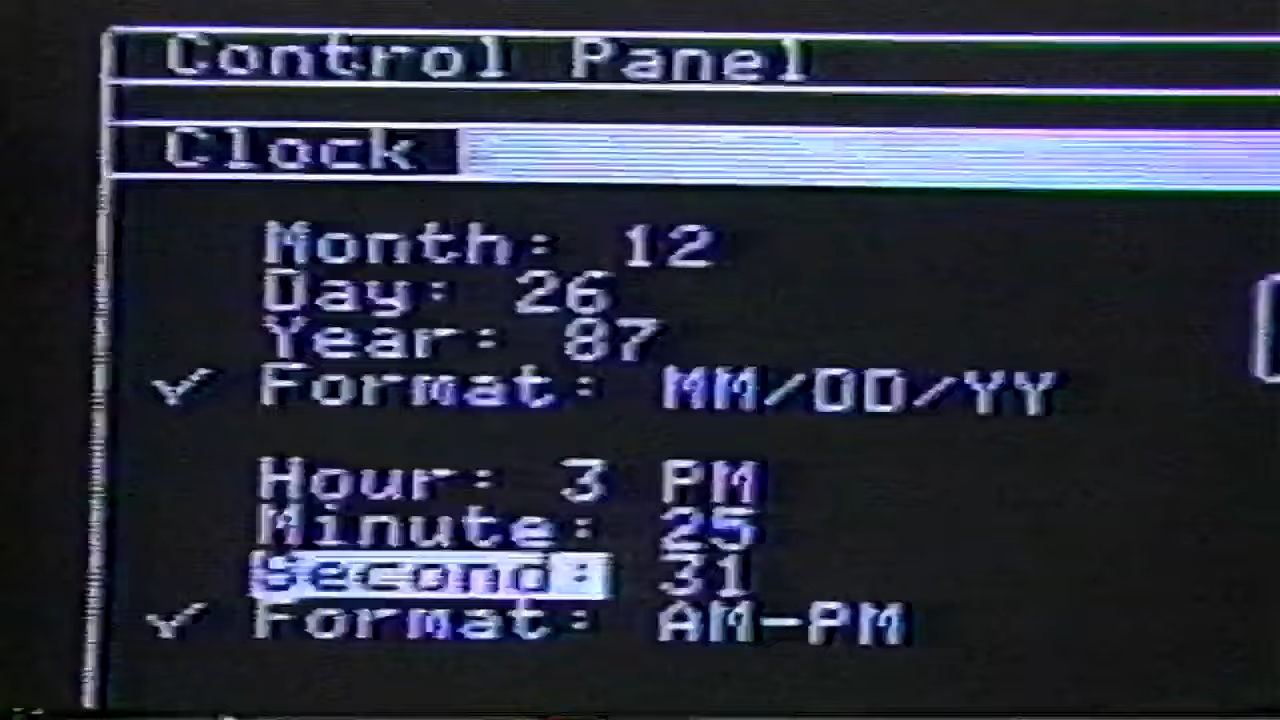 Control Panel
Clock
Month: 12
Day: 26
Year: 87
✓ Format: MM/DD/YY
Hour: 3 PM
Minute: 25
Second: 31
✓ Format: AM-PM